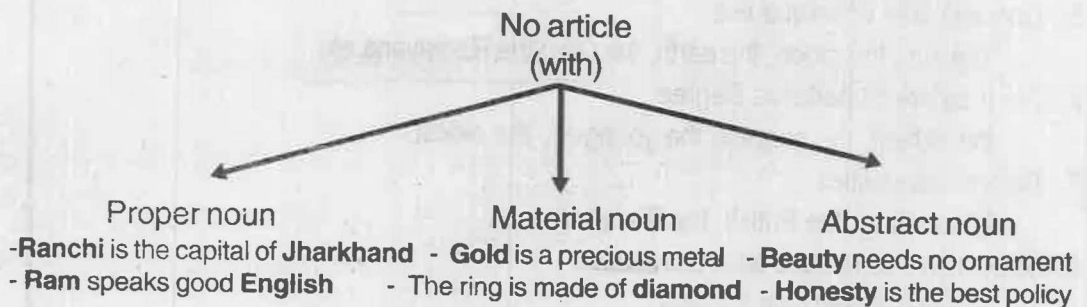 No article
(with)
Proper noun Material noun Abstract noun
-Ranchi is the capital of Jharkhand - Gold is a precious metal - Beauty needs no ornament
- Ram speaks good English - The ring is made of diamond - Honesty is the best policy